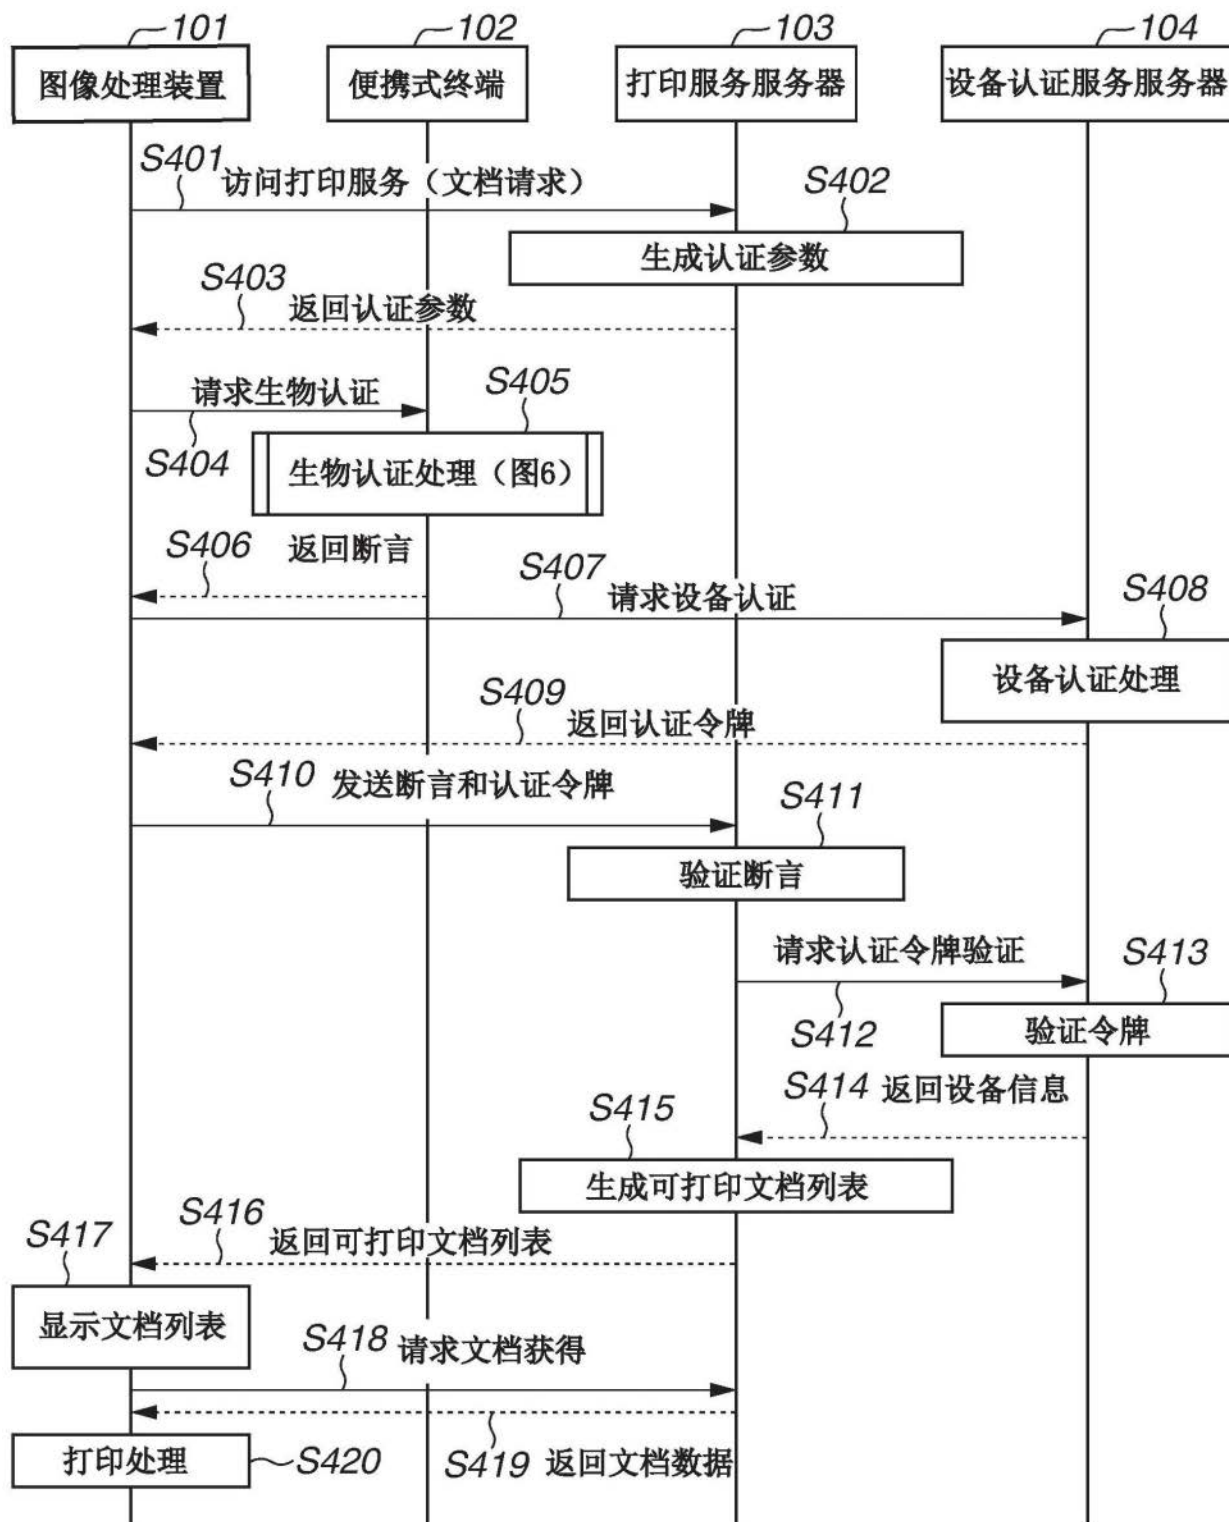 101
102
103
104
图像处理装置
便携式终端
打印服务服务器
设备认证服务服务器
S401
访问打印服务（文档请求）
S402
生成认证参数
S403
返回认证参数
请求生物认证
S404
S405
生物认证处理（图6）
S406
返回断言
S407
请求设备认证
S408
设备认证处理
S409
返回认证令牌
S410
发送断言和认证令牌
S411
验证断言
请求认证令牌验证
S412
S413
验证令牌
S414
返回设备信息
S415
生成可打印文档列表
S416
返回可打印文档列表
S417
显示文档列表
S418
请求文档获得
S419
返回文档数据
打印处理
S420